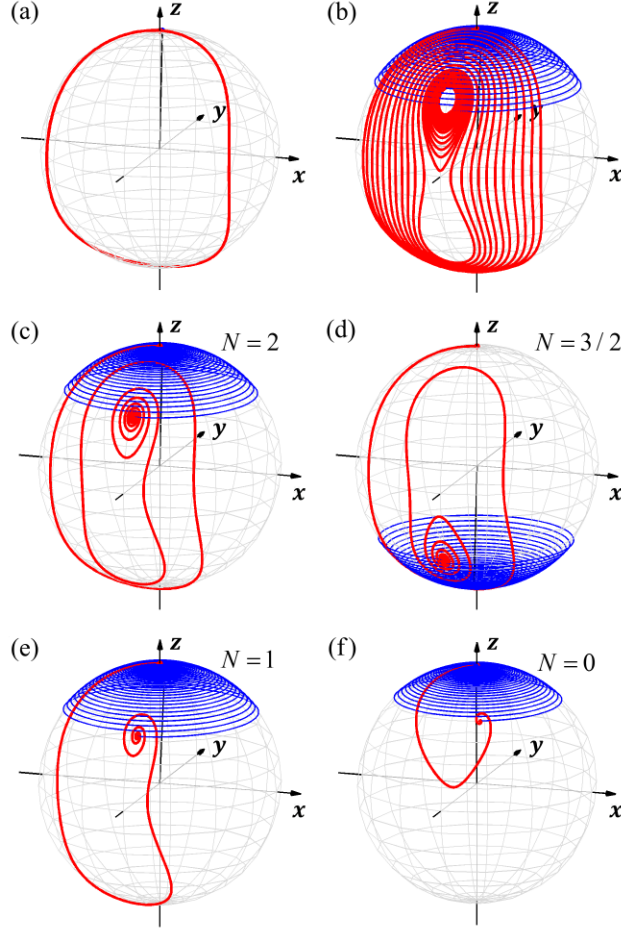 (a)
z
y
x
(b)
z
y
x
(c)
z
N = 2
y
x
(d)
z
N = 3 / 2
y
x
(e)
z
N = 1
y
x
(f)
z
N = 0
y
x